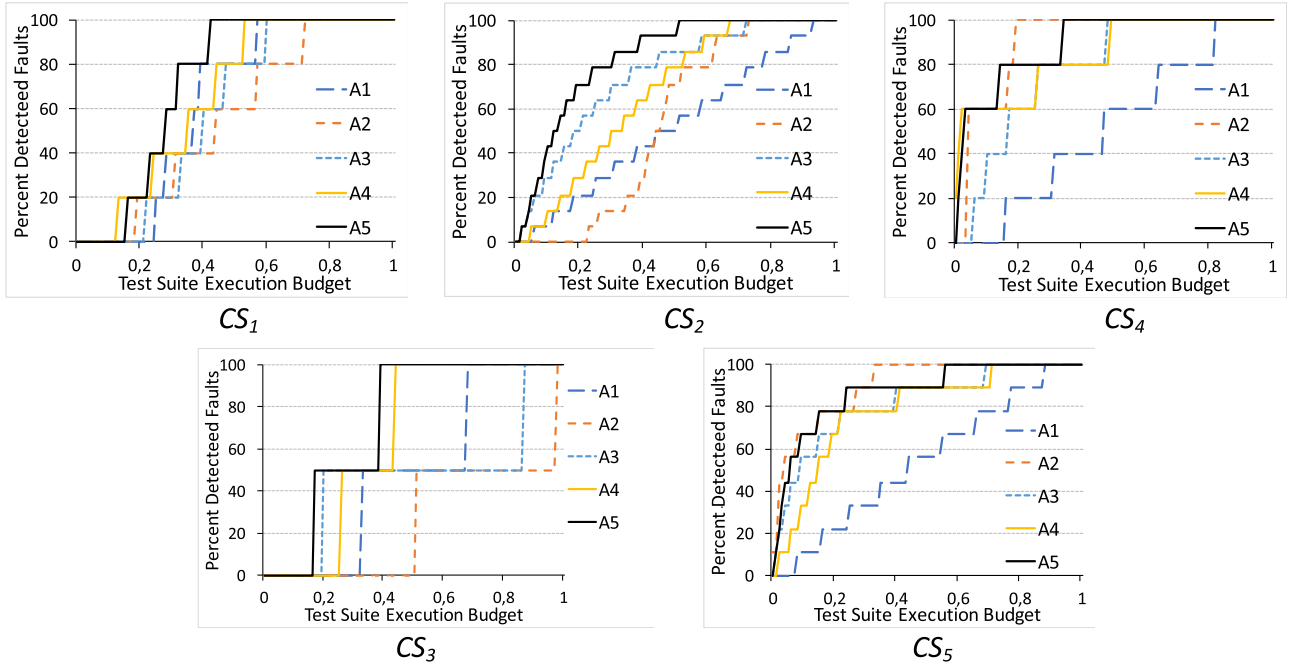 Percent Detecteed Faults
100
80
60
40
20
0
0
0,2
0,4
0,6
0,8
1
Test Suite Execution Budget
A1
A2
A3
A4
A5
CS1
Percent Detecteed Faults
100
80
60
40
20
0
0
0,2
0,4
0,6
0,8
1
Test Suite Execution Budget
A1
A2
A3
A4
A5
CS2
Percent Detecteed Faults
100
80
60
40
20
0
0
0,2
0,4
0,6
0,8
1
Test Suite Execution Budget
A1
A2
A3
A4
A5
CS4
Percent Detecteed Faults
100
80
60
40
20
0
0
0,2
0,4
0,6
0,8
1
Test Suite Execution Budget
A1
A2
A3
A4
A5
CS3
Percent Detecteed Faults
100
80
60
40
20
0
0
0,2
0,4
0,6
0,8
1
Test Suite Execution Budget
A1
A2
A3
A4
A5
CS5